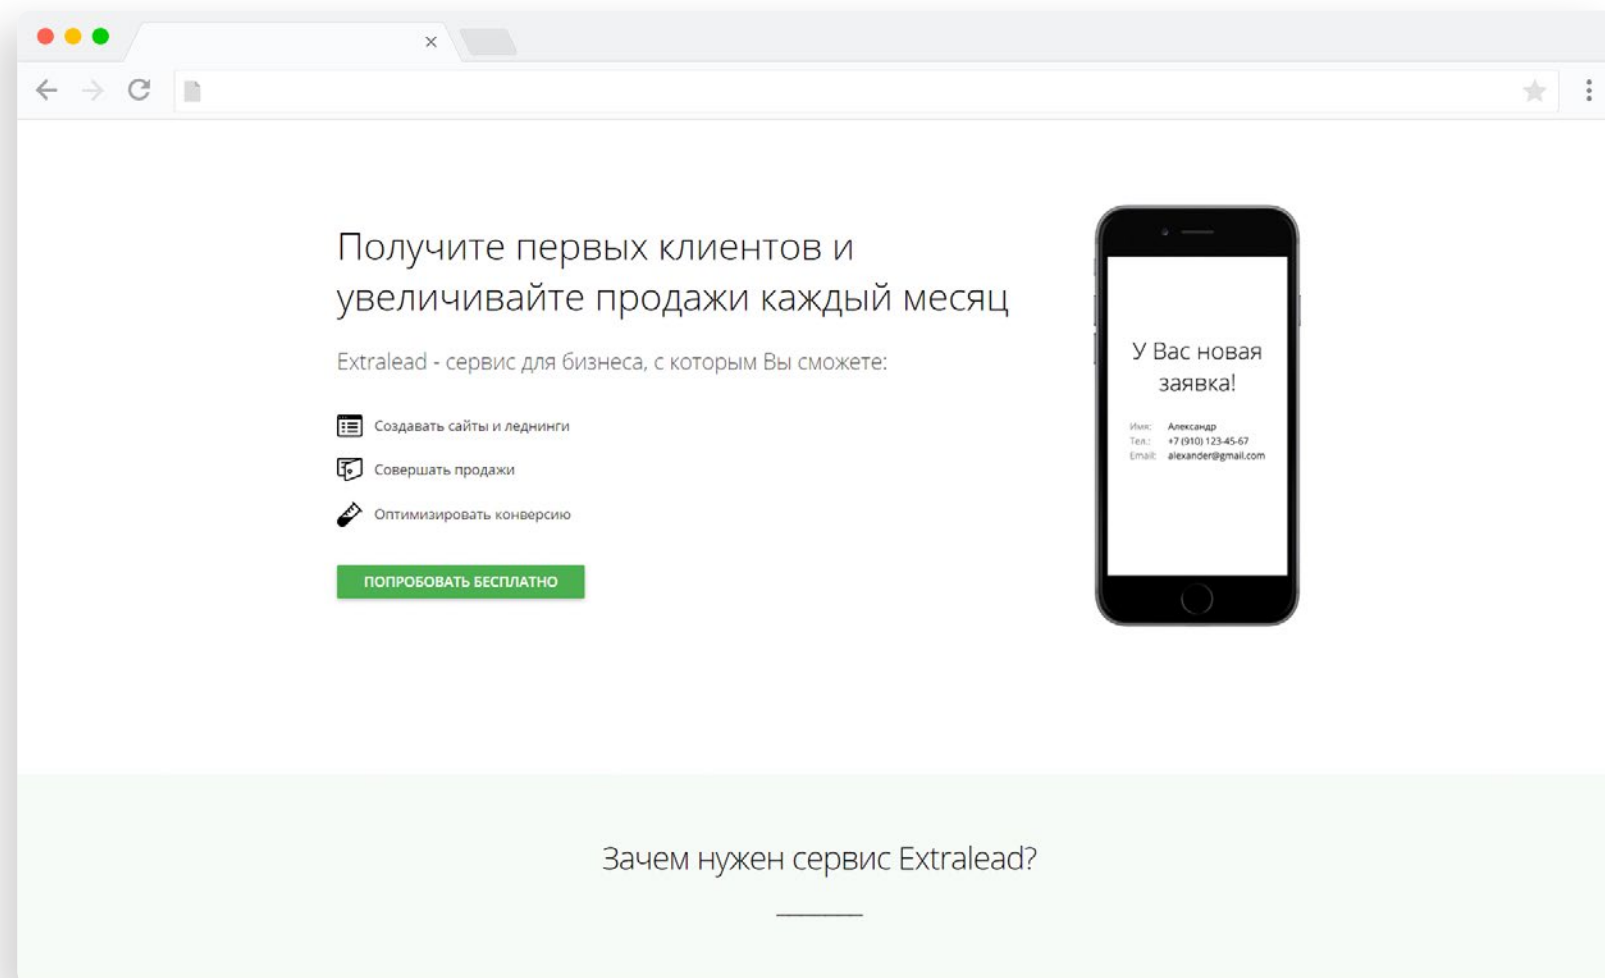 Получите первых клиентов и
увеличивайте продажи каждый месяц
Extralead - сервис для бизнеса, с которым Вы сможете:
Создавать сайты и леднинги
Совершать продажи
Оптимизировать конверсию
ПОПРОБОВАТЬ БЕСПЛАТНО
У Вас новая
заявка!
Имя: Александр
Тел.: +7 (910) 123-45-67
Email: alexander@gmail.com
Зачем нужен сервис Extralead?